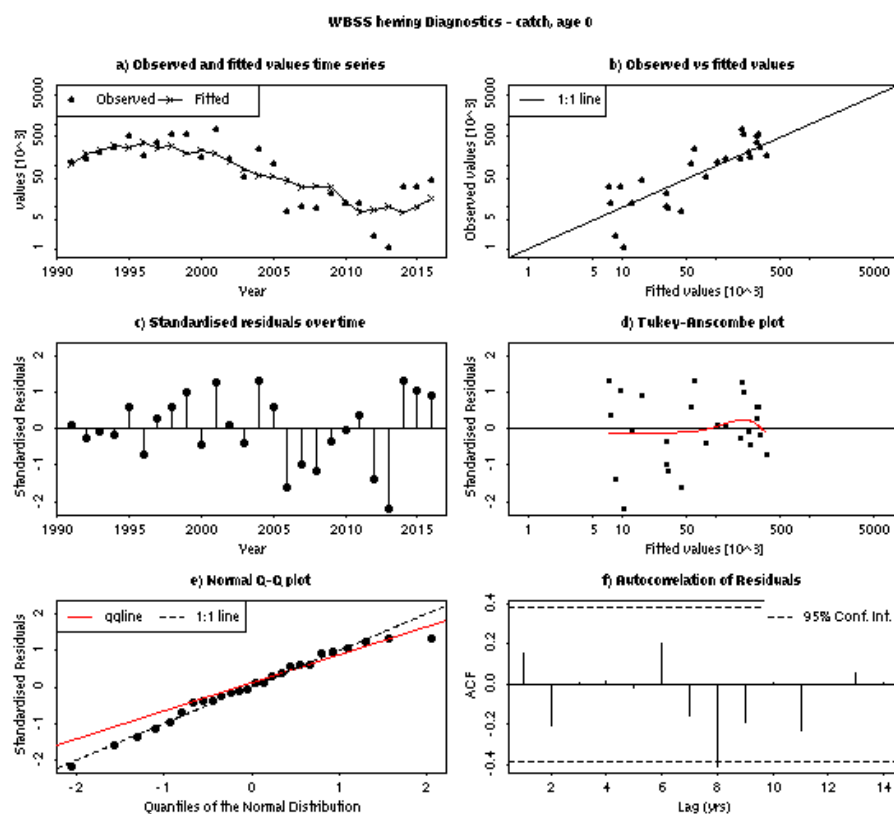 WBSS herring Diagnostics - catch, age 0
a) Observed and fitted values time series
Observed Fitted
values [10^3]
1 5 50 500 5000
1990 1995 2000 2005 2010 2015
Year
b) Observed vs fitted values
1:1 line
Observed values [10^3]
1 5 50 500 5000
1 5 10 50 500 5000
Fitted values [10^3]
c) Standardised residuals over time
Standardised Residuals
-2 -1 0 1 2
1990 1995 2000 2005 2010 2015
Year
d) Tukey-Anscombe plot
Standardised Residuals
-2 -1 0 1 2
1 5 10 50 500 5000
Fitted values [10^3]
e) Normal Q-Q plot
qqline 1:1 line
Standardised Residuals
-2 -1 0 1 2
-2 -1 0 1 2
Quantiles of the Normal Distribution
f) Autocorrelation of Residuals
95% Conf. Int.
ACF
-0.4 -0.2 0.0 0.2 0.4
2 4 6 8 10 12 14
Lag (yrs)